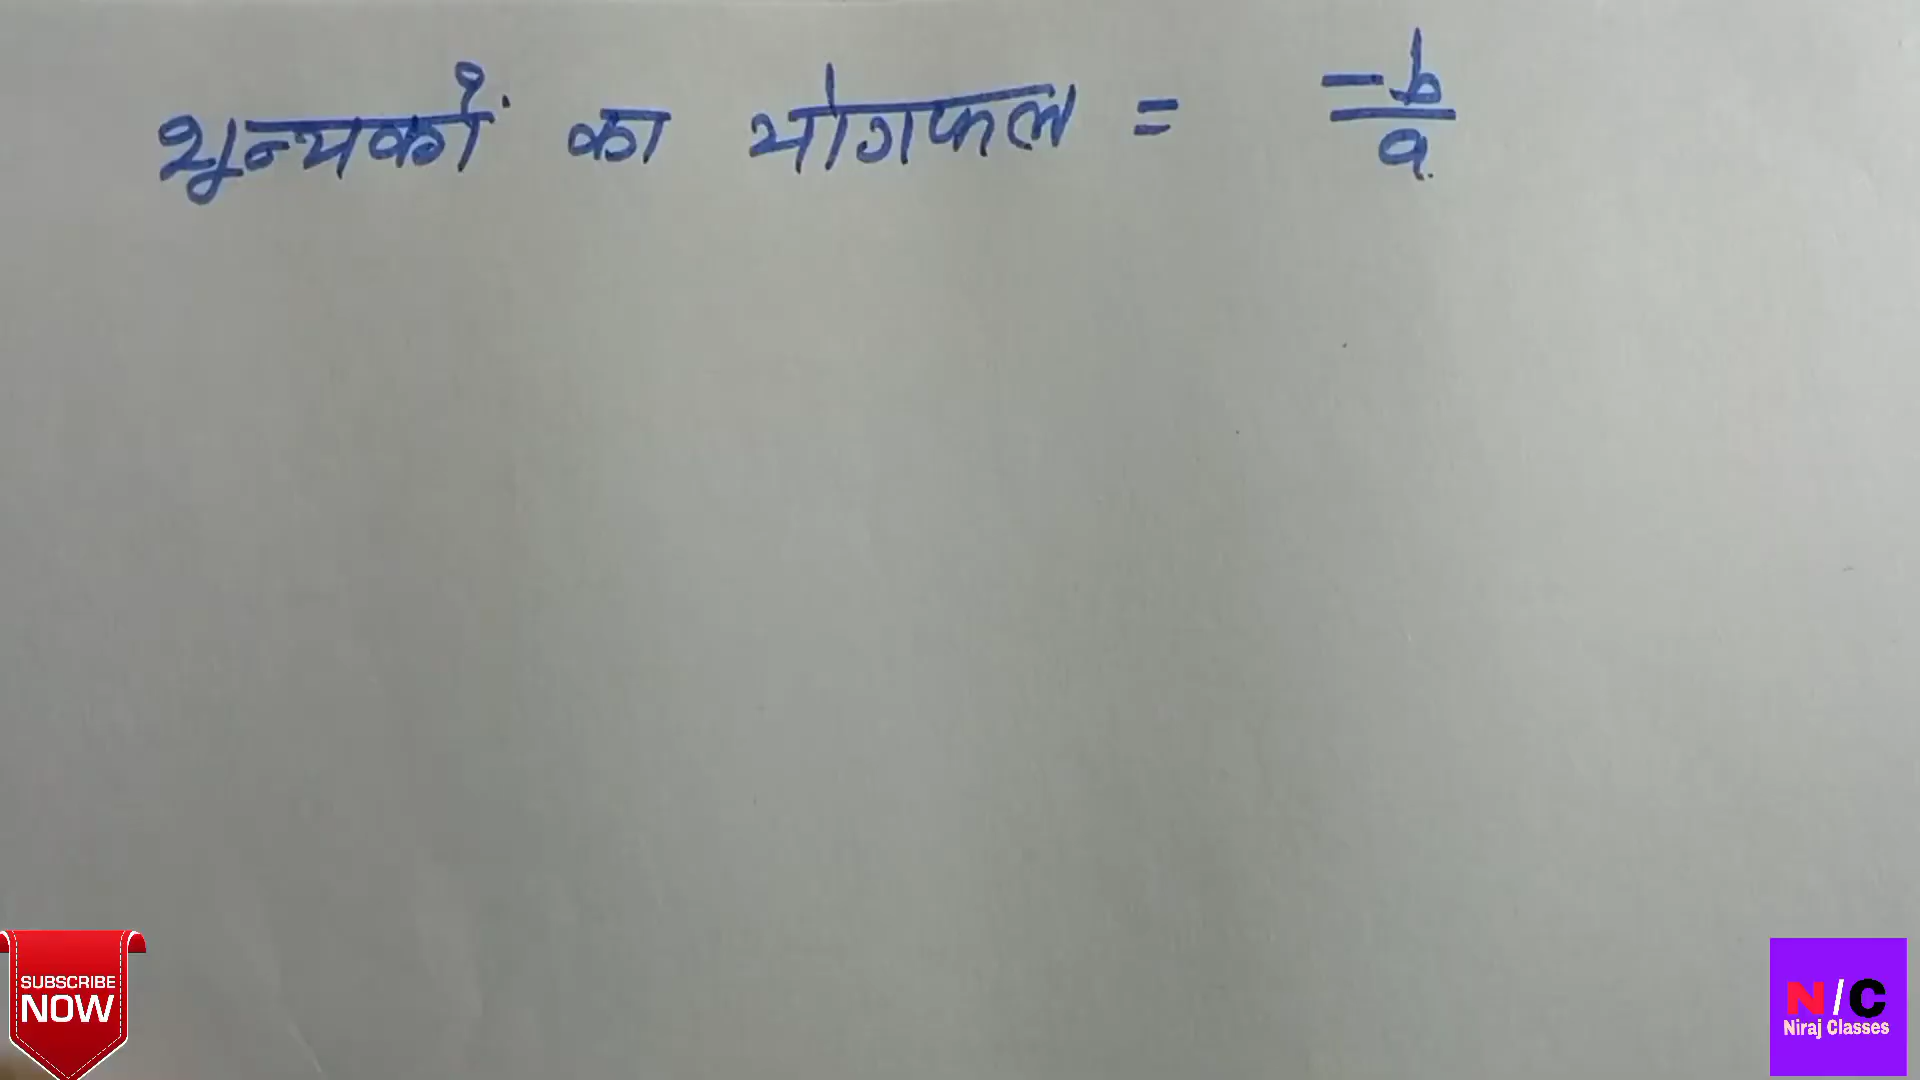 शून्यकों का योगफल = -b/a
SUBSCRIBE
NOW
N/C
Niraj Classes